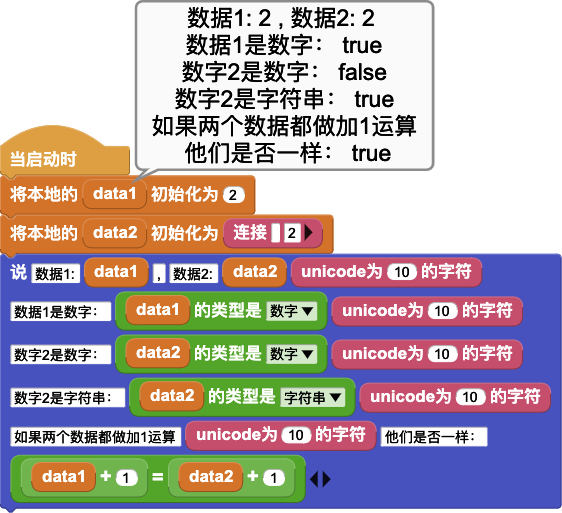 数据1: 2 , 数据2: 2
数据1是数字： true
数字2是数字： false
数字2是字符串： true
如果两个数据都做加1运算
他们是否一样： true
当启动时
将本地的 data1 初始化为 2
将本地的 data2 初始化为 连接 2
说 数据1: data1 , 数据2: data2 unicode为 10 的字符
数据1是数字： data1 的类型是 数字 unicode为 10 的字符
数字2是数字： data2 的类型是 数字 unicode为 10 的字符
数字2是字符串： data2 的类型是 字符串 unicode为 10 的字符
如果两个数据都做加1运算 unicode为 10 的字符 他们是否一样：
data1 + 1 = data2 + 1